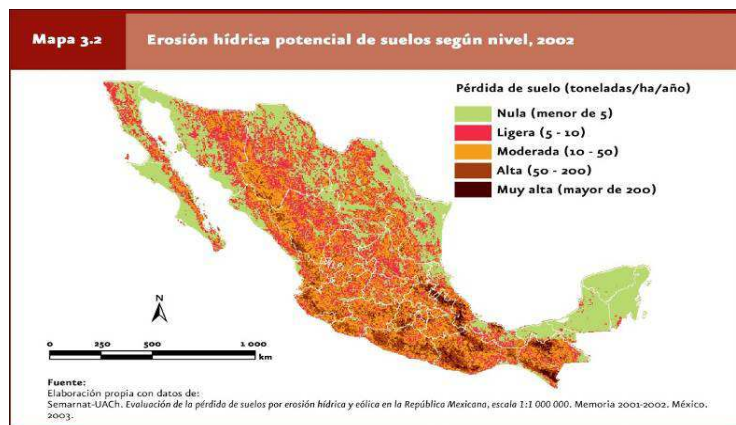 Mapa 3.2
Erosión hídrica potencial de suelos según nivel, 2002
Pérdida de suelo (toneladas/ha/año)
Nula (menor de 5)
Ligera (5 - 10)
Moderada (10 - 50)
Alta (50 - 200)
Muy alta (mayor de 200)
N
0 250 500 1 000
km
Fuente:
Elaboración propia con datos de:
Semarnat-UACh. Evaluación de la pérdida de suelos por erosión hídrica y eólica en la República Mexicana, escala 1:1 000 000. Memoria 2001-2002. México.
2003.